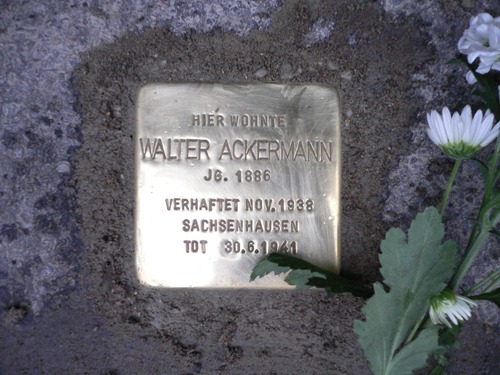 HIER WOHNTE
WALTER ACKERMANN
JG. 1886
VERHAFTET NOV. 1938
SACHSENHAUSEN
TOT 30.6.1941